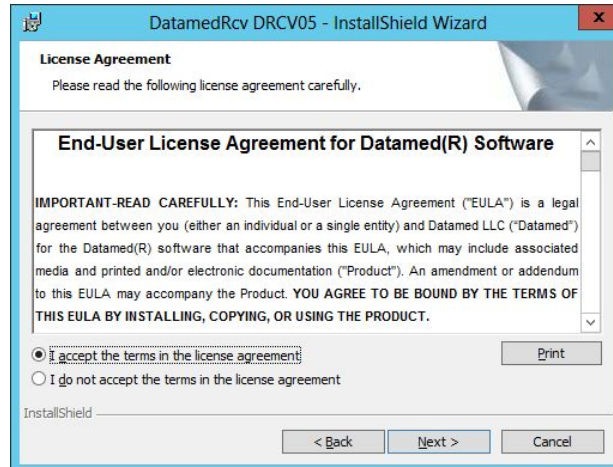 DatamedRcv DRCV05 - InstallShield Wizard
x
License Agreement
Please read the following license agreement carefully.
End-User License Agreement for Datamed(R) Software
IMPORTANT-READ CAREFULLY: This End-User License Agreement ("EULA") is a legal
agreement between you (either an individual or a single entity) and Datamed LLC (“Datamed”)
for the Datamed(R) software that accompanies this EULA, which may include associated
media and printed and/or electronic documentation ("Product"). An amendment or addendum
to this EULA may accompany the Product. YOU AGREE TO BE BOUND BY THE TERMS OF
THIS EULA BY INSTALLING, COPYING, OR USING THE PRODUCT.
I accept the terms in the license agreement
Print
I do not accept the terms in the license agreement
InstallShield
< Back
Next >
Cancel